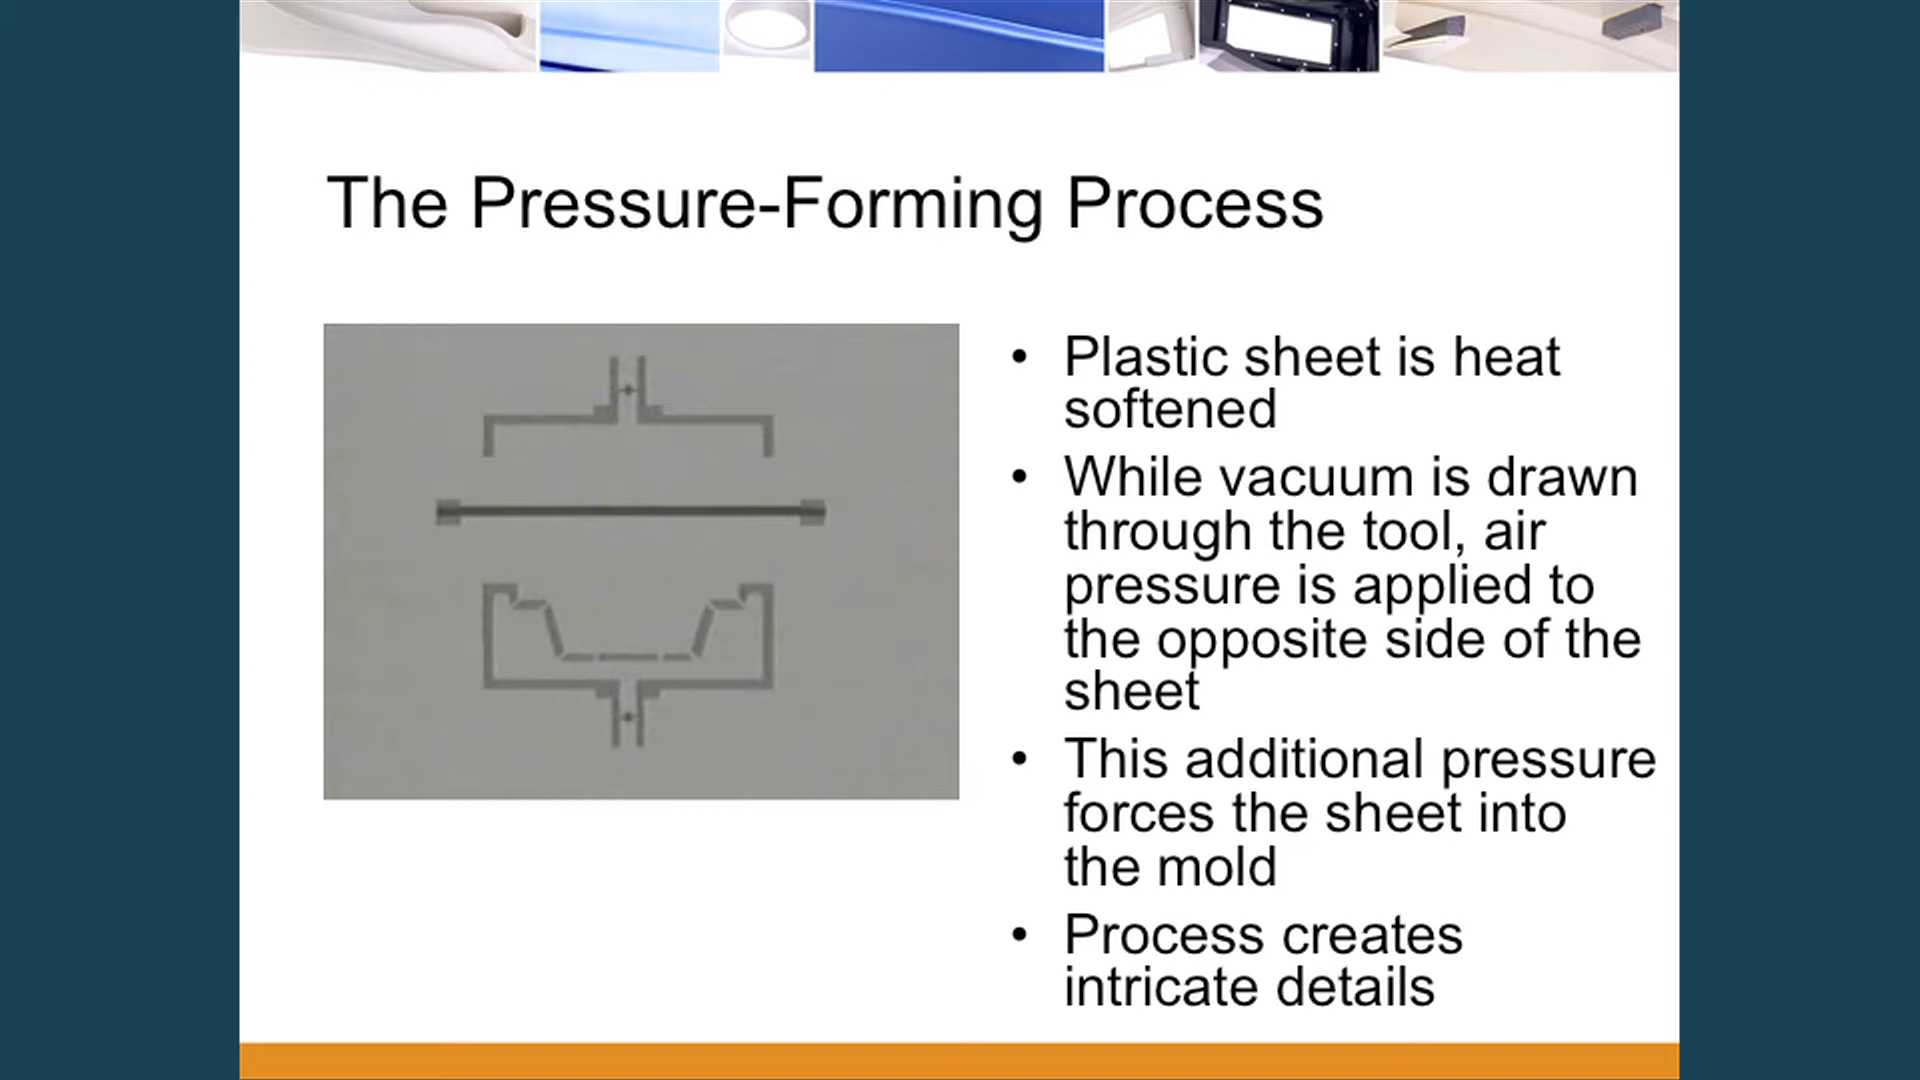 The Pressure-Forming Process
• Plastic sheet is heat
softened
• While vacuum is drawn
through the tool, air
pressure is applied to
the opposite side of the
sheet
• This additional pressure
forces the sheet into
the mold
• Process creates
intricate details